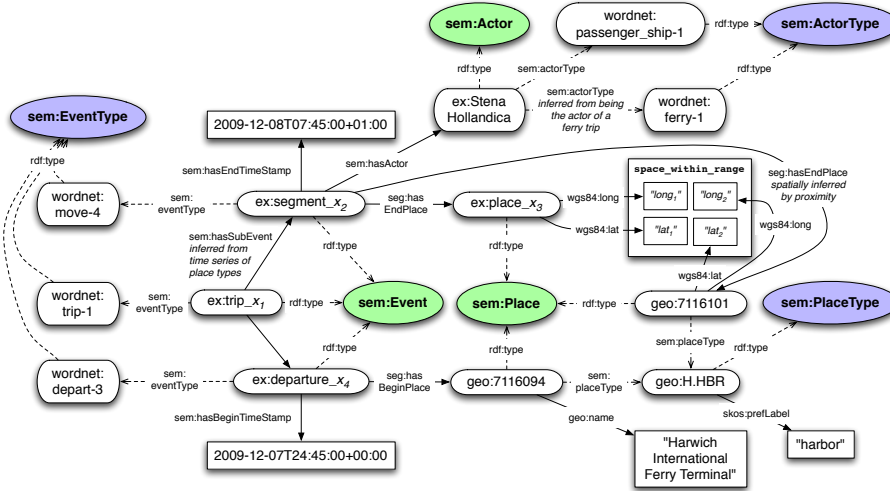 sem:Actor
wordnet:
passenger_ship-1
sem:ActorType
rdf:type
sem:actorType
rdf:type
sem:EventType
2009-12-08T07:45:00+01:00
ex:Stena
Hollandica
sem:actorType
inferred from being
the actor of a
ferry trip
wordnet:
ferry-1
rdf:type
rdf:type
sem:hasEndTimeStamp
sem:hasActor
space_within_range
seg:hasEndPlace
spatially inferred
by proximity
wordnet:
move-4
sem:
eventType
ex:segment_x2
seg:has
EndPlace
ex:place_x3
wgs84:long
"long1"
"long2"
wgs84:lat
"lat1"
"lat2"
wgs84:long
sem:hasSubEvent
inferred from
time series of
place types
rdf:type
rdf:type
wgs84:lat
wordnet:
trip-1
sem:
eventType
ex:trip_x1
rdf:type
sem:Event
sem:Place
rdf:type
geo:7116101
sem:PlaceType
rdf:type
rdf:type
sem:placeType
rdf:type
wordnet:
depart-3
sem:
eventType
ex:departure_x4
seg:has
BeginPlace
geo:7116094
sem:
placeType
geo:H.HBR
sem:hasBeginTimeStamp
geo:name
skos:prefLabel
2009-12-07T24:45:00+00:00
"Harwich
International
Ferry Terminal"
"harbor"